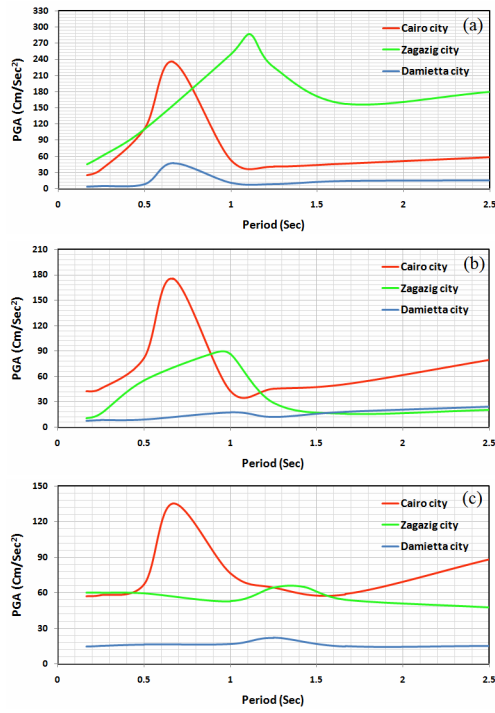 (a)
PGA (Cm/Sec2)
330
300
270
240
210
180
150
120
90
60
30
0
Cairo city
Zagazig city
Damietta city
0 0.5 1 1.5 2 2.5
Period (Sec)
(b)
PGA (Cm/Sec2)
210
180
150
120
90
60
30
0
Cairo city
Zagazig city
Damietta city
0 0.5 1 1.5 2 2.5
Period (Sec)
(c)
PGA (Cm/Sec2)
150
120
90
60
30
0
Cairo city
Zagazig city
Damietta city
0 0.5 1 1.5 2 2.5
Period (Sec)